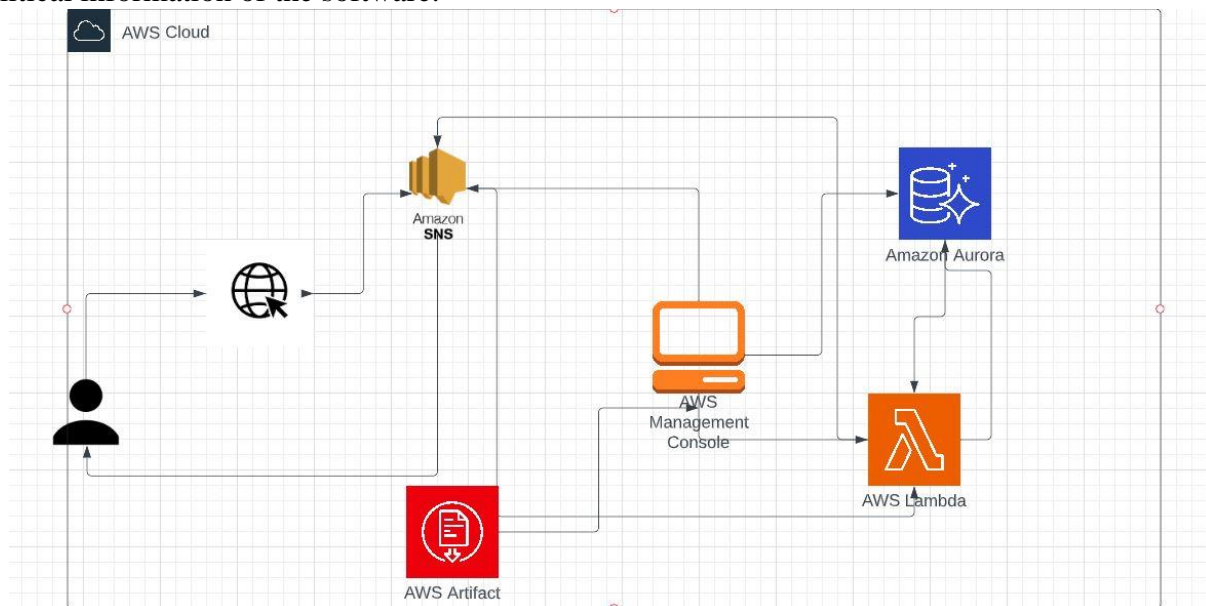 AWS Cloud
Amazon
SNS
Amazon Aurora
AWS
Management
Console
AWS Lambda
AWS Artifact